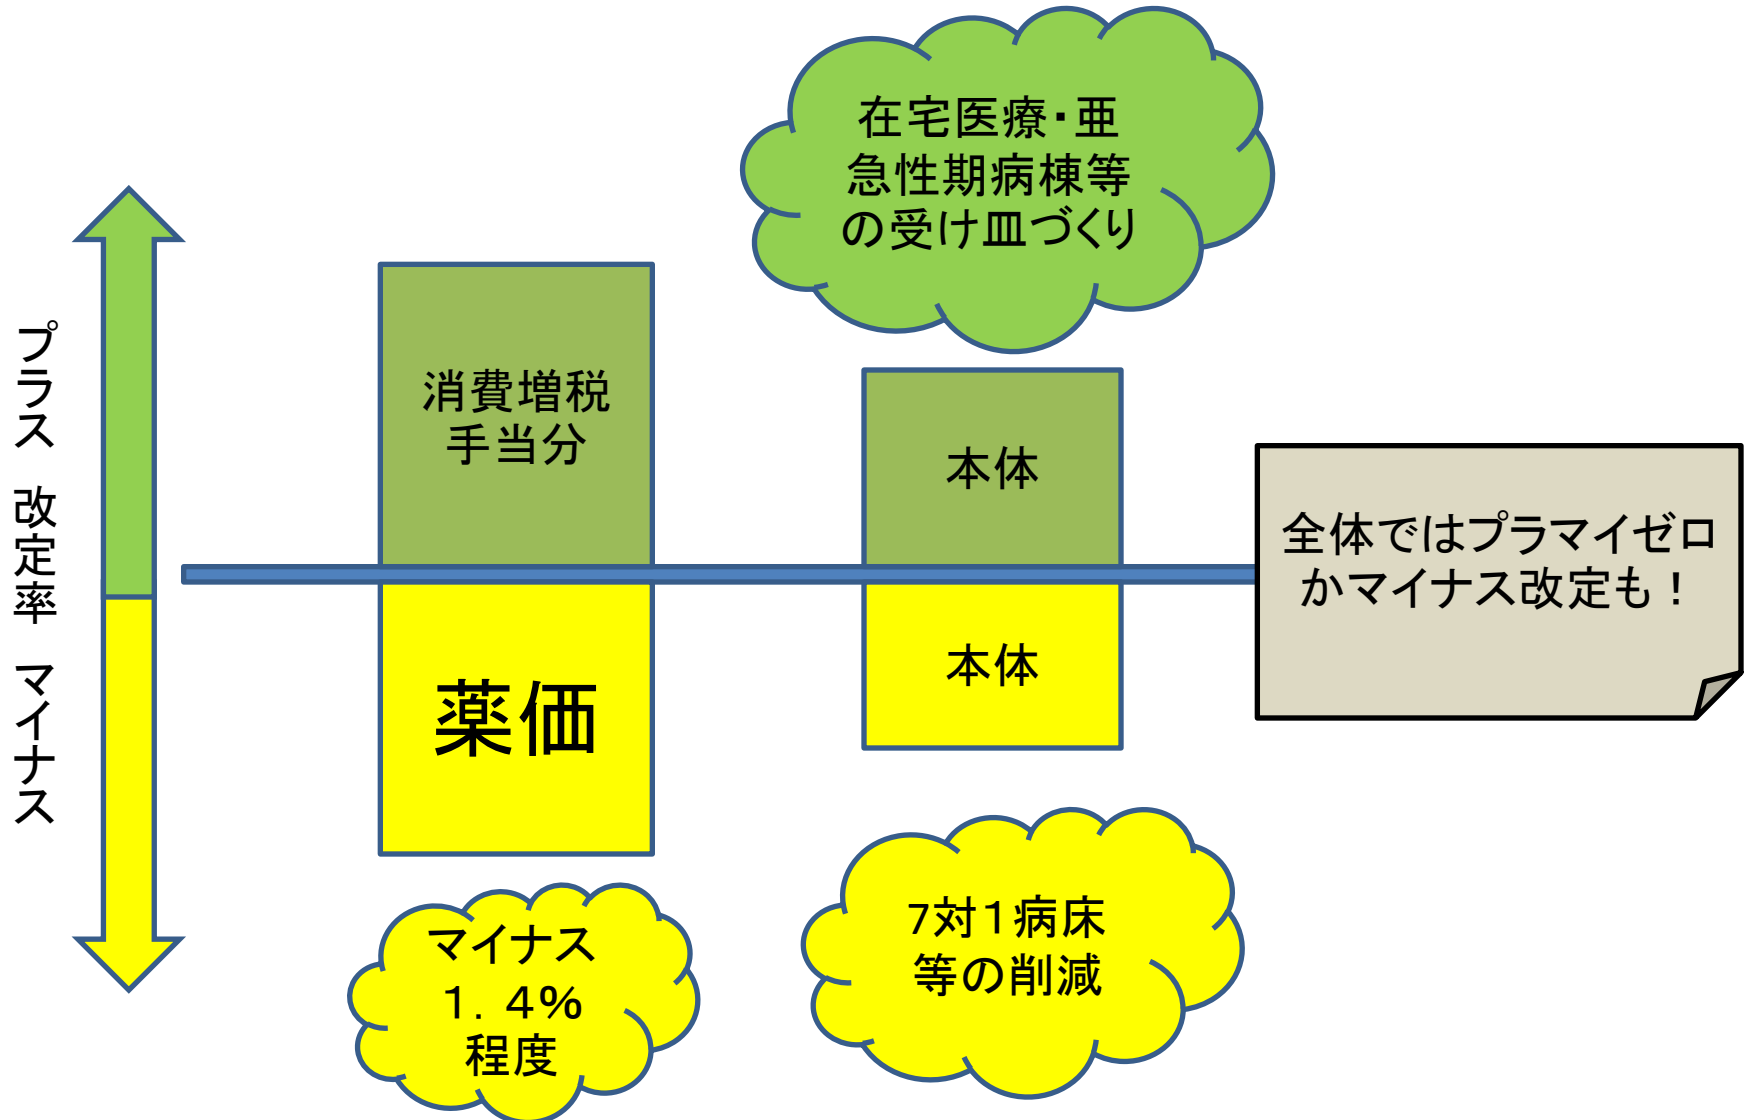 プラス 改定率 マイナス
在宅医療・亜
急性期病棟等
の受け皿づくり
消費増税
手当分
本体
全体ではプラマイゼロ
かマイナス改定も！
薬価
本体
マイナス
１．４％
程度
7対１病床
等の削減